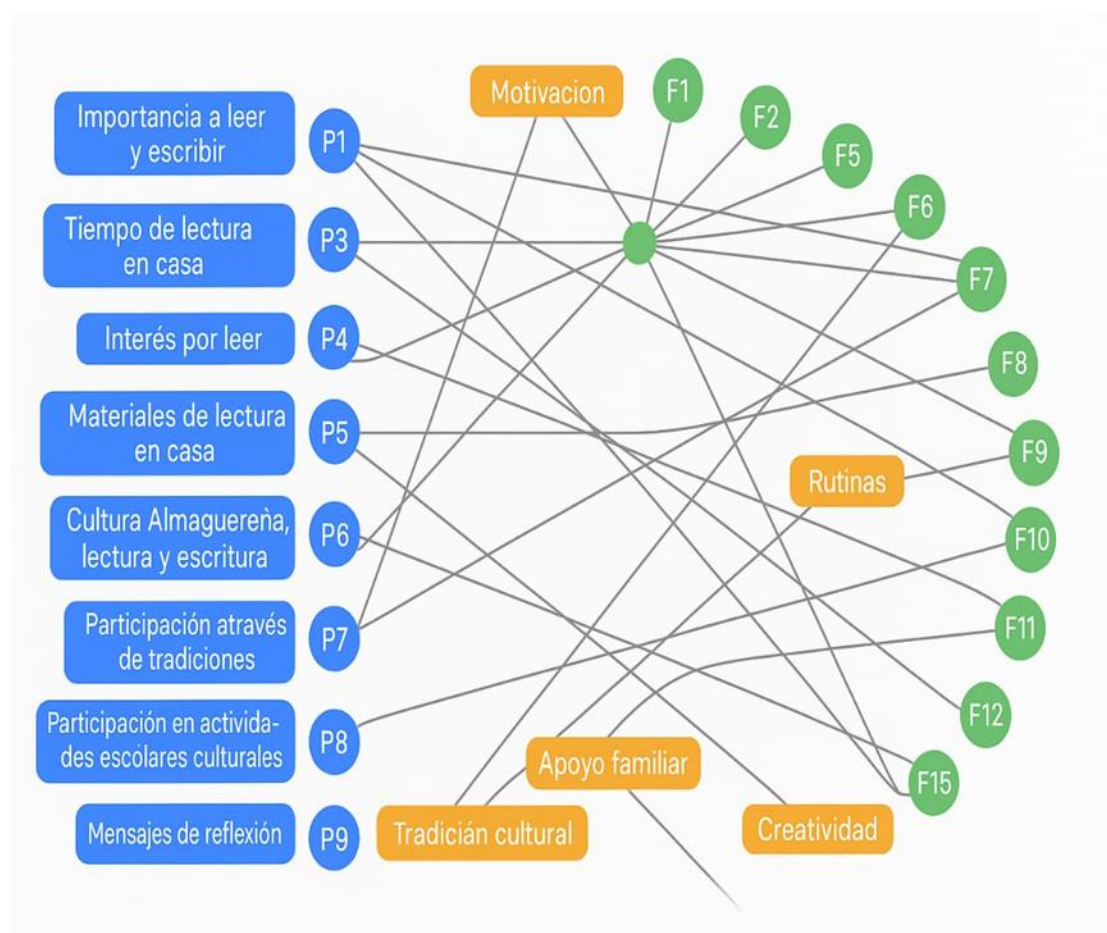 Motivacion
F1
F2
F5
F6
F7
F8
F9
F10
F11
F12
F15
Importancia a leer
y escribir
P1
Tiempo de lectura
en casa
P3
Interés por leer
P4
Materiales de lectura
en casa
P5
Cultura Almaguereña,
lectura y escritura
P6
Participación através
de tradiciones
P7
Participación en activida-
des escolares culturales
P8
Mensajes de reflexión
P9
Rutinas
Apoyo familiar
Tradicián cultural
Creatividad